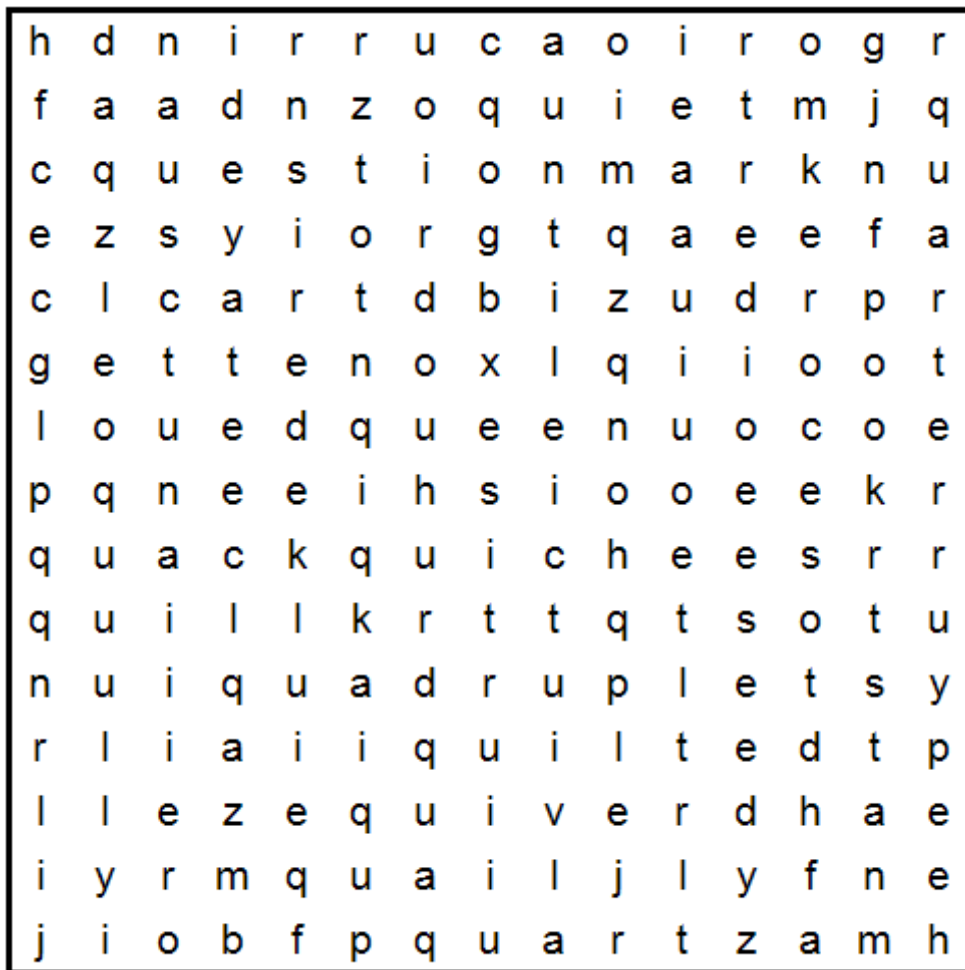 h d n i r r u c a o i r o g r
f a a d n z o q u i e t m j q
c q u e s t i o n m a r k n u
e z s y i o r g t q a e e f a
c l c a r t d b i z u d r p r
g e t t e n o x l q i i o o t
l o u e d q u e e n u o c o e
p q n e e i h s i o o e e k r
q u a c k q u i c h e e s r r
q u i l l k r t t q t s o t u
n u i q u a d r u p l e t s y
r l i a i i q u i l t e d t p
l l e z e q u i v e r d h a e
i y r m q u a i l j l y f n e
j i o b f p q u a r t z a m h